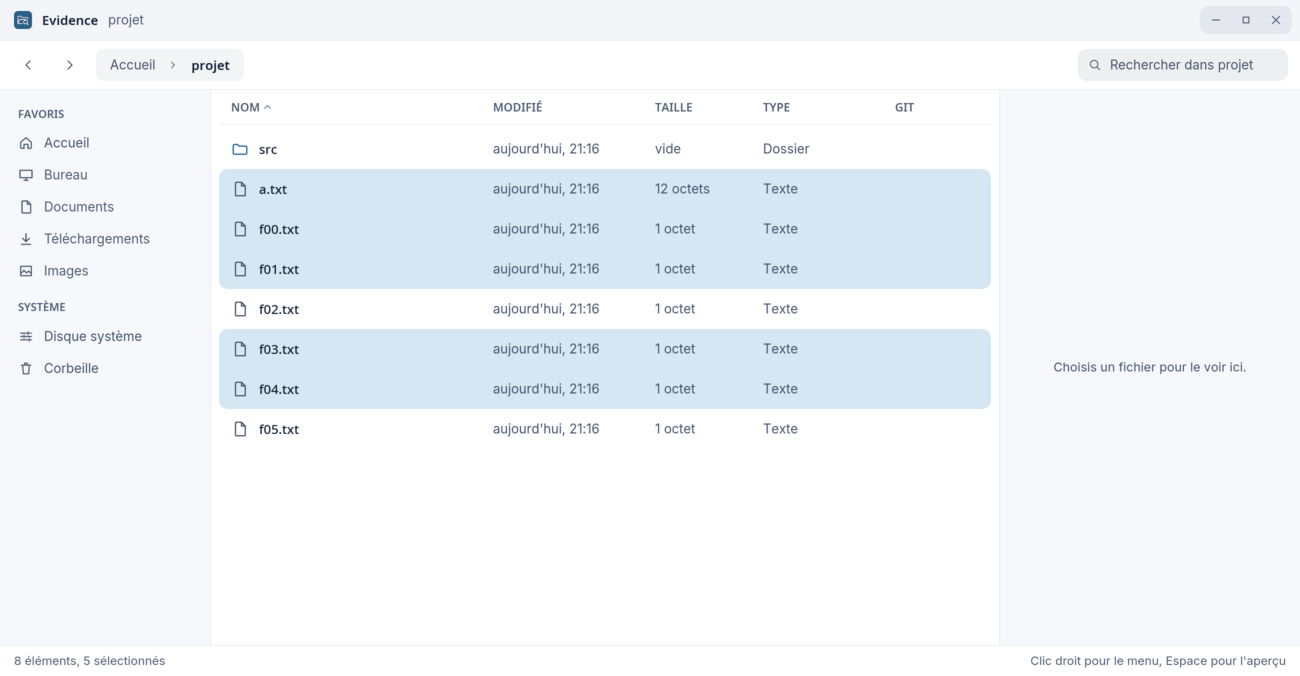 Evidence projet
Accueil projet
Rechercher dans projet
FAVORIS
Accueil
Bureau
Documents
Téléchargements
Images
SYSTÈME
Disque système
Corbeille
NOM MODIFIÉ TAILLE TYPE GIT
src aujourd'hui, 21:16 vide Dossier
a.txt aujourd'hui, 21:16 12 octets Texte
f00.txt aujourd'hui, 21:16 1 octet Texte
f01.txt aujourd'hui, 21:16 1 octet Texte
f02.txt aujourd'hui, 21:16 1 octet Texte
f03.txt aujourd'hui, 21:16 1 octet Texte
f04.txt aujourd'hui, 21:16 1 octet Texte
f05.txt aujourd'hui, 21:16 1 octet Texte
Choisis un fichier pour le voir ici.
8 éléments, 5 sélectionnés
Clic droit pour le menu, Espace pour l'aperçu